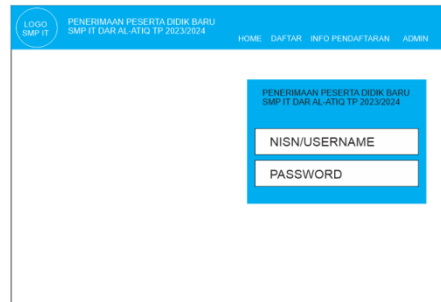 LOGO
SMP IT
PENERIMAAN PESERTA DIDIK BARU
SMP IT DAR AL-ATIQ TP 2023/2024
HOME DAFTAR INFO PENDAFTARAN ADMIN
PENERIMAAN PESERTA DIDIK BARU
SMP IT DAR AL-ATIQ TP 2023/2024
NISN/USERNAME
PASSWORD